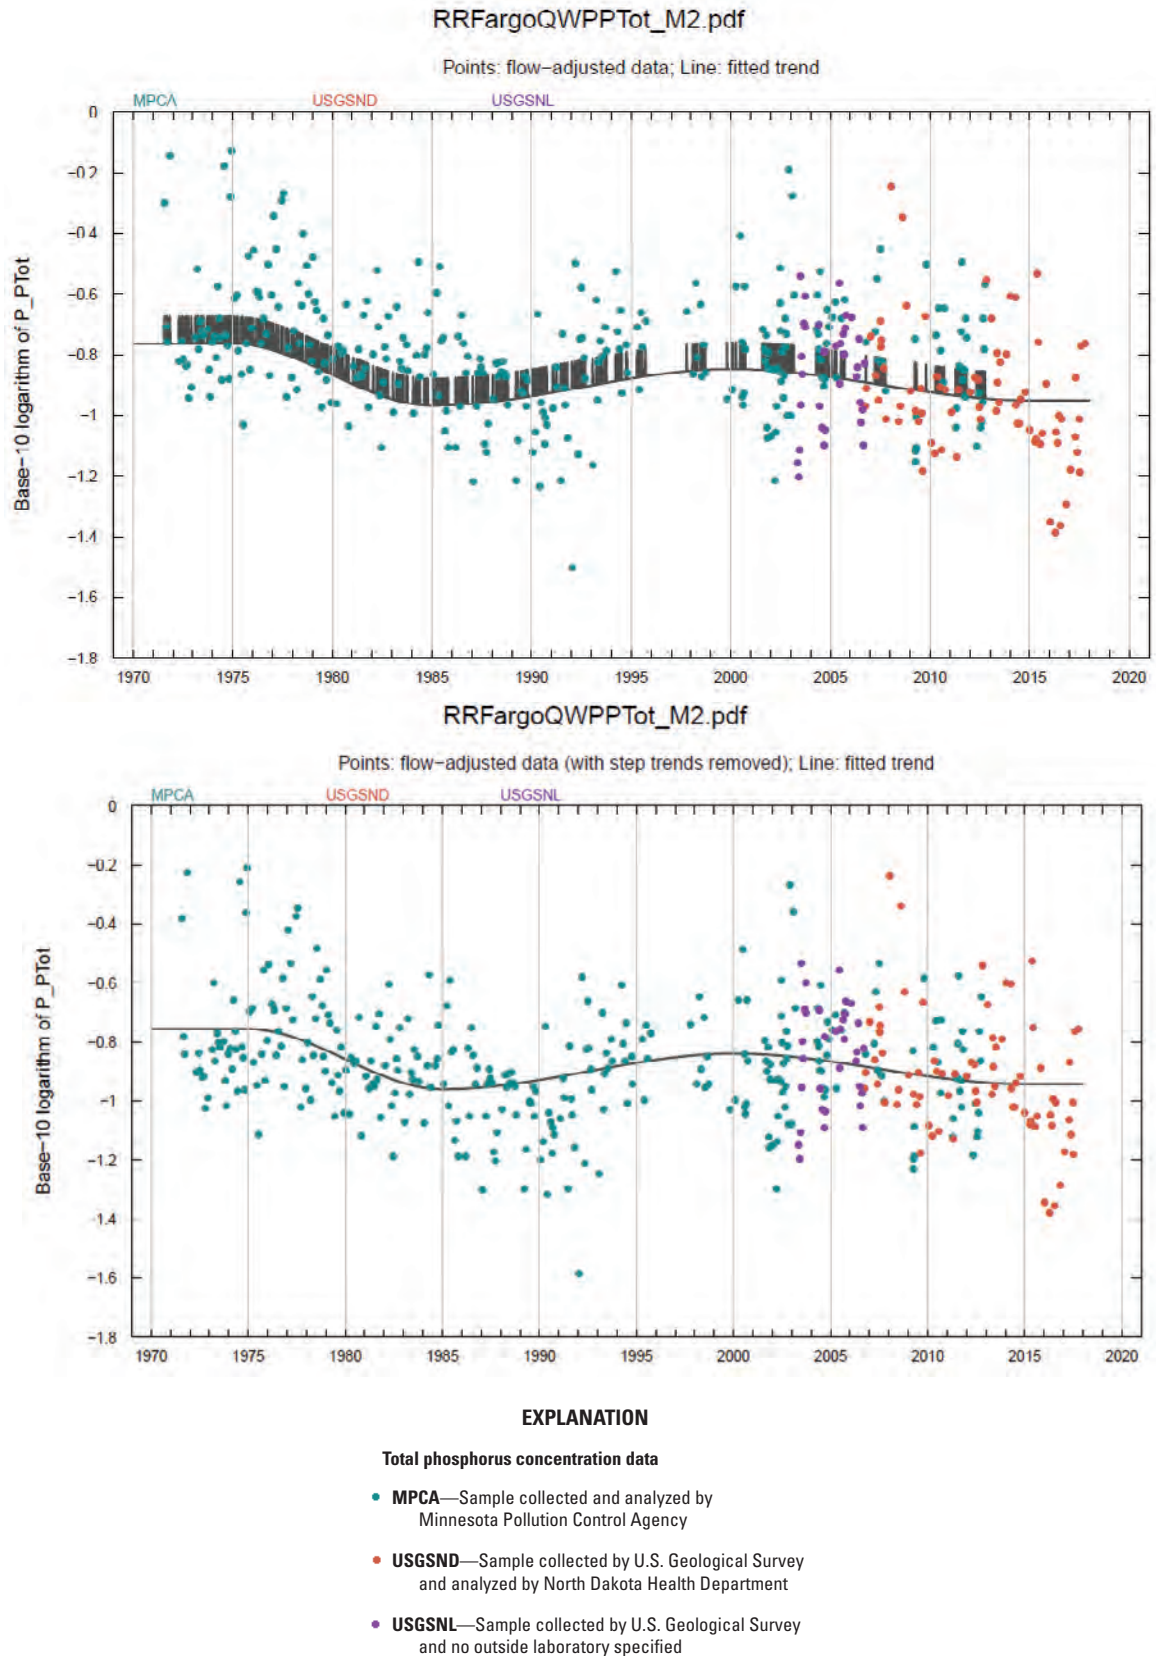 RRFargoQWPPTot_M2.pdf
Points: flow−adjusted data; Line: fitted trend
MPCA USGSND USGSNL
0
−0.2
−0.4
−0.6
−0.8
−1
−1.2
−1.4
−1.6
−1.8
Base−10 logarithm of P_PTot
1970 1975 1980 1985 1990 1995 2000 2005 2010 2015 2020
RRFargoQWPPTot_M2.pdf
Points: flow−adjusted data (with step trends removed); Line: fitted trend
MPCA USGSND USGSNL
0
−0.2
−0.4
−0.6
−0.8
−1
−1.2
−1.4
−1.6
−1.8
Base−10 logarithm of P_PTot
1970 1975 1980 1985 1990 1995 2000 2005 2010 2015 2020
EXPLANATION
Total phosphorus concentration data
MPCA—Sample collected and analyzed by
Minnesota Pollution Control Agency
USGSND—Sample collected by U.S. Geological Survey
and analyzed by North Dakota Health Department
USGSNL—Sample collected by U.S. Geological Survey
and no outside laboratory specified